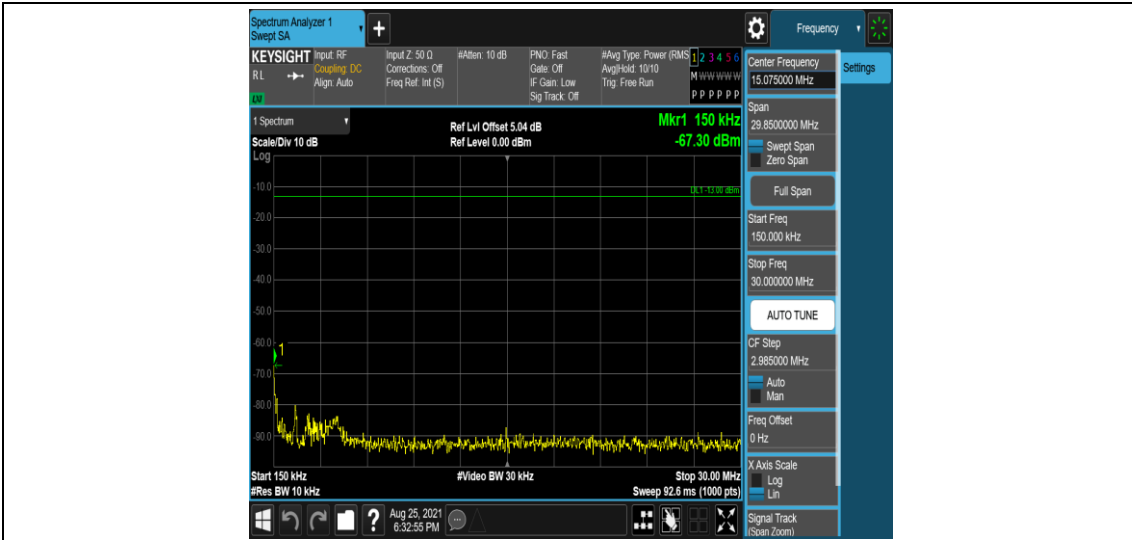 Spectrum Analyzer 1
Swept SA
+
Frequency
KEYSIGHT
RL
LXI
Input: RF
Coupling: DC
Align: Auto
Input Z: 50 Ω
Corrections: Off
Freq Ref: Int (S)
#Atten: 10 dB
PNO: Fast
Gate: Off
IF Gain: Low
Sig Track: Off
#Avg Type: Power (RMS
Avg|Hold: 10/10
Trig: Free Run
1 2 3 4 5 6
M W W W W W
P P P P P P
1 Spectrum
Scale/Div 10 dB
Log
Ref Lvl Offset 5.04 dB
Ref Level 0.00 dBm
Mkr1 150 kHz
-67.30 dBm
DL1 -13.00 dBm
-10.0
-20.0
-30.0
-40.0
-50.0
-60.0
-70.0
-80.0
-90.0
1
Start 150 kHz
#Res BW 10 kHz
#Video BW 30 kHz
Stop 30.00 MHz
Sweep 92.6 ms (1000 pts)
Aug 25, 2021
6:32:55 PM
?
Center Frequency
15.075000 MHz
Settings
Span
29.8500000 MHz
Swept Span
Zero Span
Full Span
Start Freq
150.000 kHz
Stop Freq
30.000000 MHz
AUTO TUNE
CF Step
2.985000 MHz
Auto
Man
Freq Offset
0 Hz
X Axis Scale
Log
Lin
Signal Track
(Span Zoom)